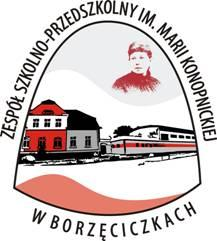 ZESPÓŁ SZKOLNO-PRZEDSZKOLNY IM. MARII KONOPNICKIEJ
W BORZĘCICZKACH